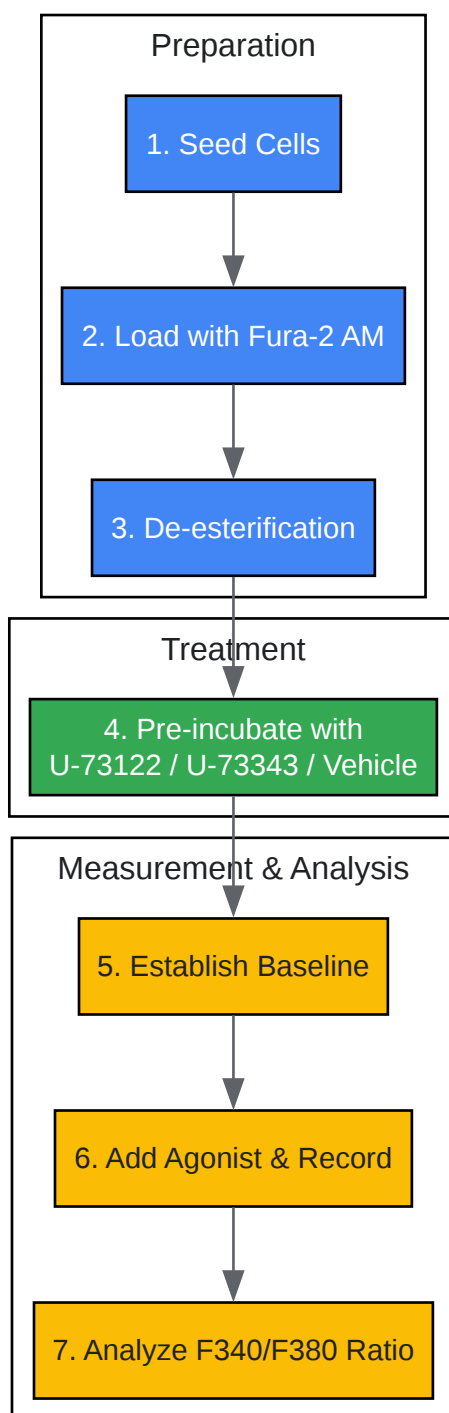 Preparation
1. Seed Cells
2. Load with Fura-2 AM
3. De-esterification
Treatment
4. Pre-incubate with
U-73122 / U-73343 / Vehicle
Measurement & Analysis
5. Establish Baseline
6. Add Agonist & Record
7. Analyze F340/F380 Ratio